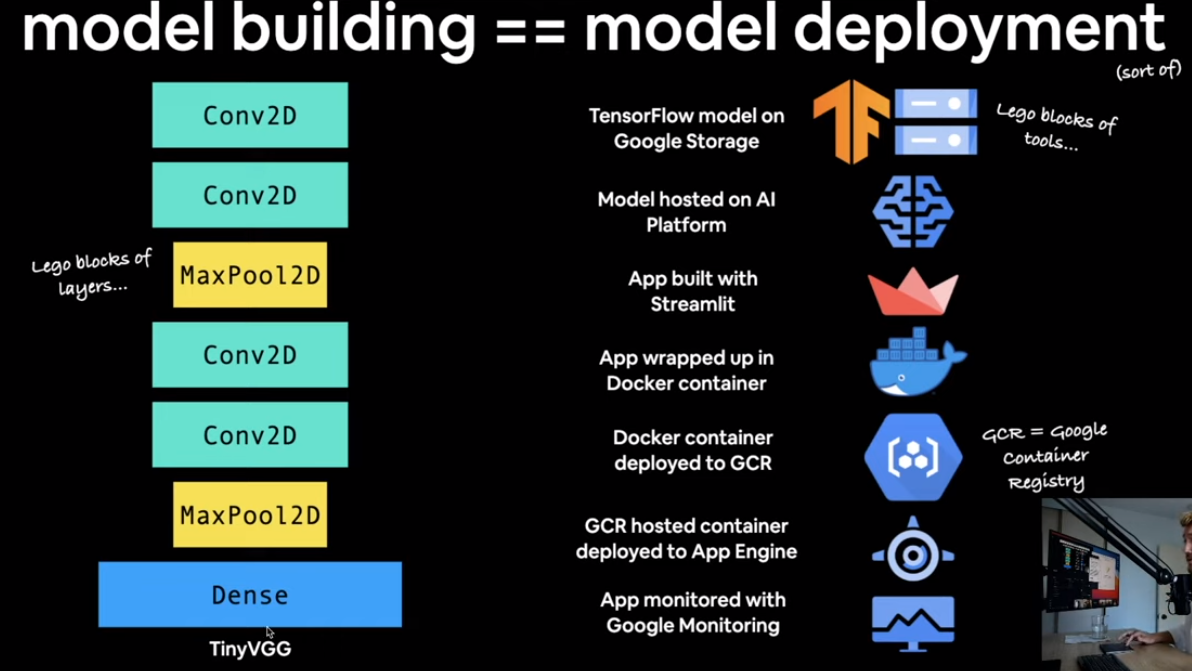 model building == model deployment
(sort of)
Conv2D
Conv2D
Lego blocks of
layers...
MaxPool2D
Conv2D
Conv2D
MaxPool2D
Dense
TinyVGG
TensorFlow model on
Google Storage
Lego blocks of
tools...
Model hosted on AI
Platform
App built with
Streamlit
App wrapped up in
Docker container
Docker container
deployed to GCR
GCR = Google
Container
Registry
GCR hosted container
deployed to App Engine
App monitored with
Google Monitoring